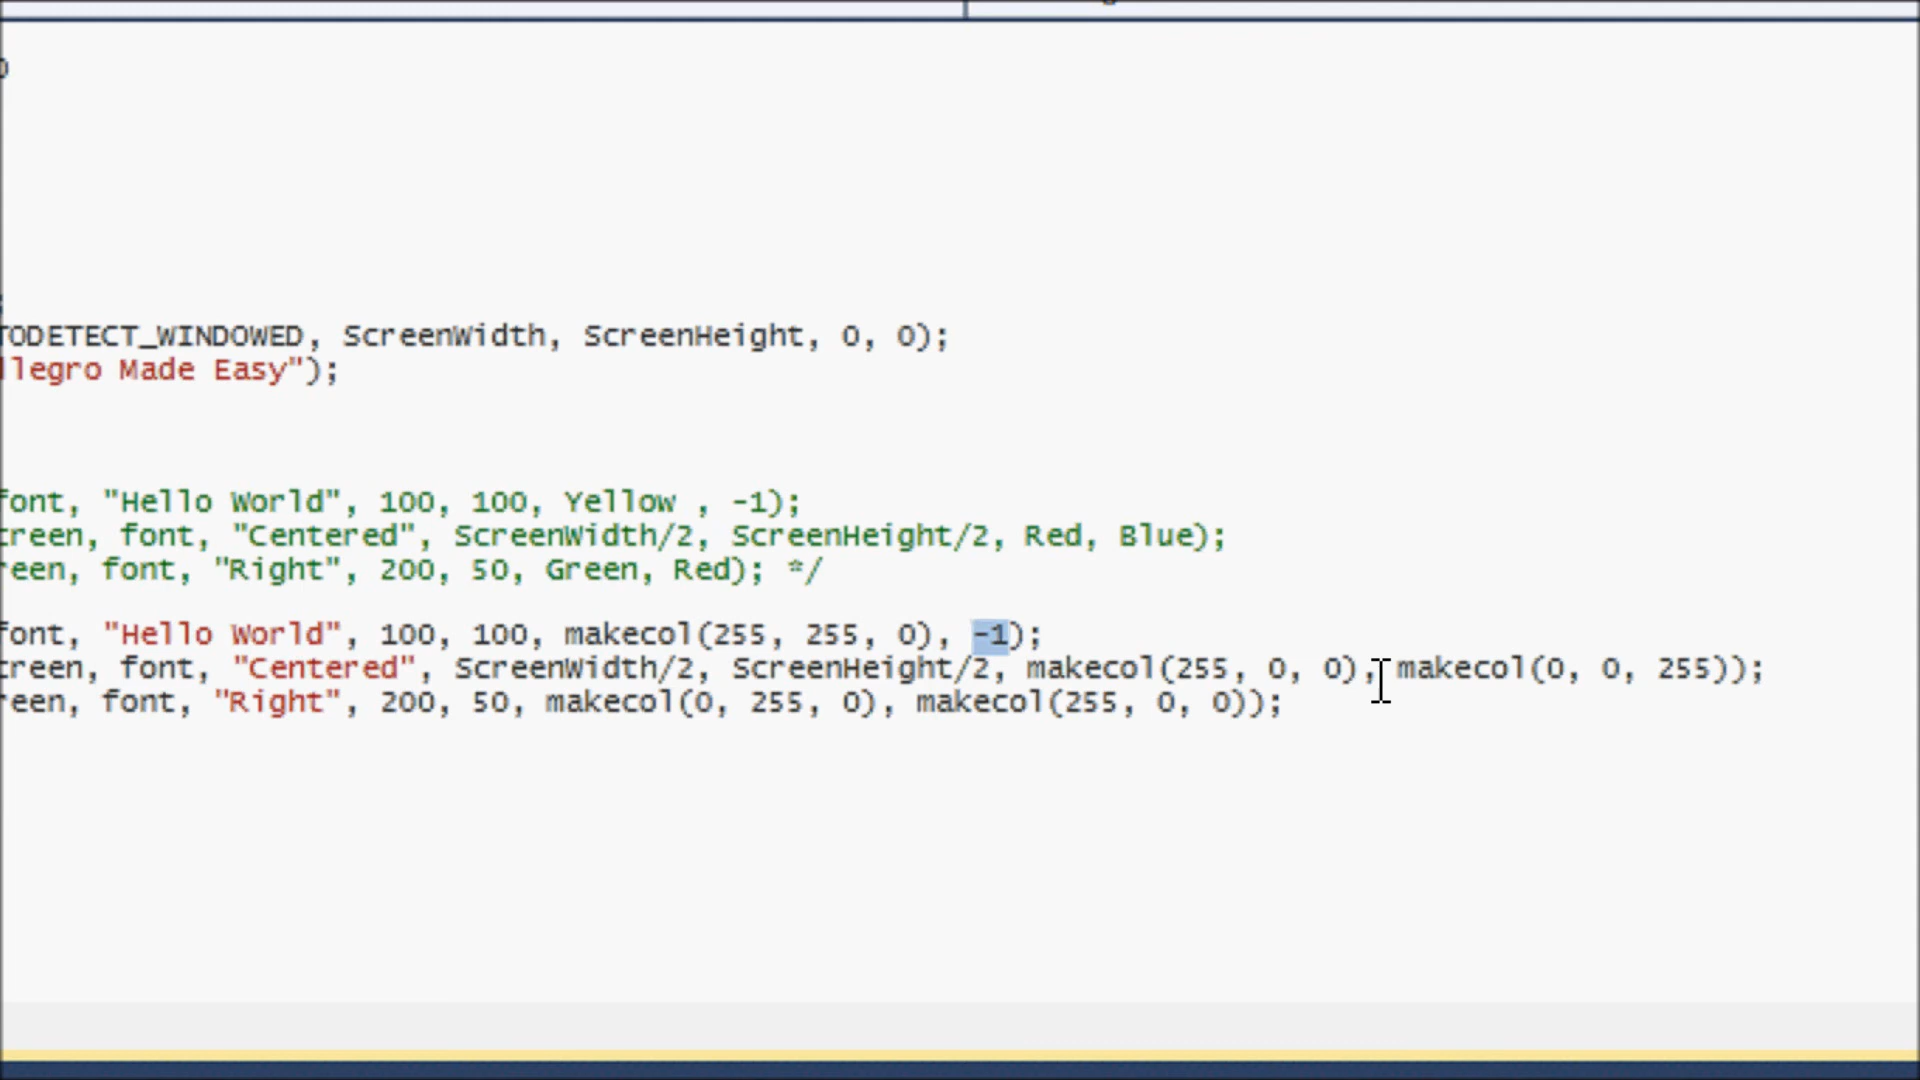 TODETECT_WINDOWED, ScreenWidth, ScreenHeight, 0, 0);
llegro Made Easy");
font, "Hello World", 100, 100, Yellow , -1);
creen, font, "Centered", ScreenWidth/2, ScreenHeight/2, Red, Blue);
reen, font, "Right", 200, 50, Green, Red); */
font, "Hello World", 100, 100, makecol(255, 255, 0), -1);
creen, font, "Centered", ScreenWidth/2, ScreenHeight/2, makecol(255, 0, 0), makecol(0, 0, 255));
reen, font, "Right", 200, 50, makecol(0, 255, 0), makecol(255, 0, 0));